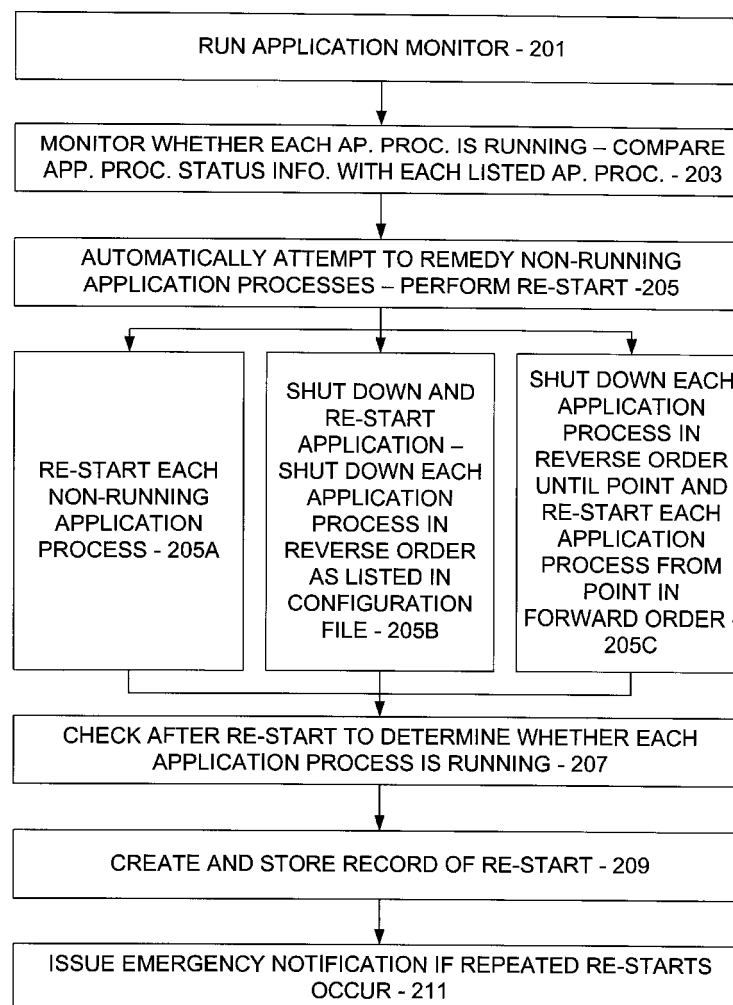 RUN APPLICATION MONITOR - 201
MONITOR WHETHER EACH AP. PROC. IS RUNNING – COMPARE
APP. PROC. STATUS INFO. WITH EACH LISTED AP. PROC. - 203
AUTOMATICALLY ATTEMPT TO REMEDY NON-RUNNING
APPLICATION PROCESSES – PERFORM RE-START -205
RE-START EACH
NON-RUNNING
APPLICATION
PROCESS - 205A
SHUT DOWN AND
RE-START
APPLICATION –
SHUT DOWN EACH
APPLICATION
PROCESS IN
REVERSE ORDER
AS LISTED IN
CONFIGURATION
FILE - 205B
SHUT DOWN EACH
APPLICATION
PROCESS IN
REVERSE ORDER
UNTIL POINT AND
RE-START EACH
APPLICATION
PROCESS FROM
POINT IN
FORWARD ORDER -
205C
CHECK AFTER RE-START TO DETERMINE WHETHER EACH
APPLICATION PROCESS IS RUNNING - 207
CREATE AND STORE RECORD OF RE-START - 209
ISSUE EMERGENCY NOTIFICATION IF REPEATED RE-STARTS
OCCUR - 211